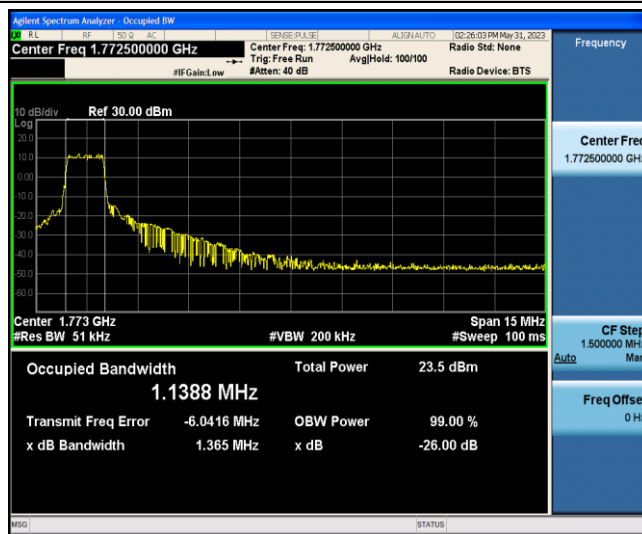 Agilent Spectrum Analyzer - Occupied BW
RL RF 50 Ω AC SENSE:PULSE ALIGNAUTO 02:26:03 PM May 31, 2023
Center Freq 1.772500000 GHz Center Freq: 1.772500000 GHz Radio Std: None Frequency
Trig: Free Run Avg|Hold: 100/100
#IFGain:Low #Atten: 40 dB Radio Device: BTS
10 dB/div Ref 30.00 dBm
Log
20.0
10.0
0.00
-10.0
-20.0
-30.0
-40.0
-50.0
-60.0
Center 1.773 GHz Span 15 MHz
#Res BW 51 kHz #VBW 200 kHz #Sweep 100 ms
Occupied Bandwidth Total Power 23.5 dBm
1.1388 MHz
Transmit Freq Error -6.0416 MHz OBW Power 99.00 %
x dB Bandwidth 1.365 MHz x dB -26.00 dB
Center Freq
1.772500000 GHz
CF Step
1.500000 MHz
Auto Man
Freq Offse
0 Hz
MSG STATUS